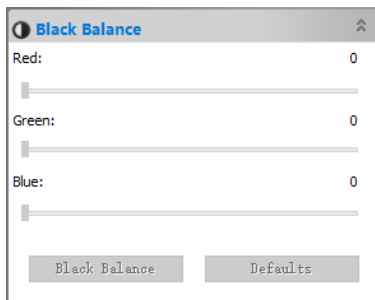 Black Balance
Red: 0
Green: 0
Blue: 0
Black Balance Defaults